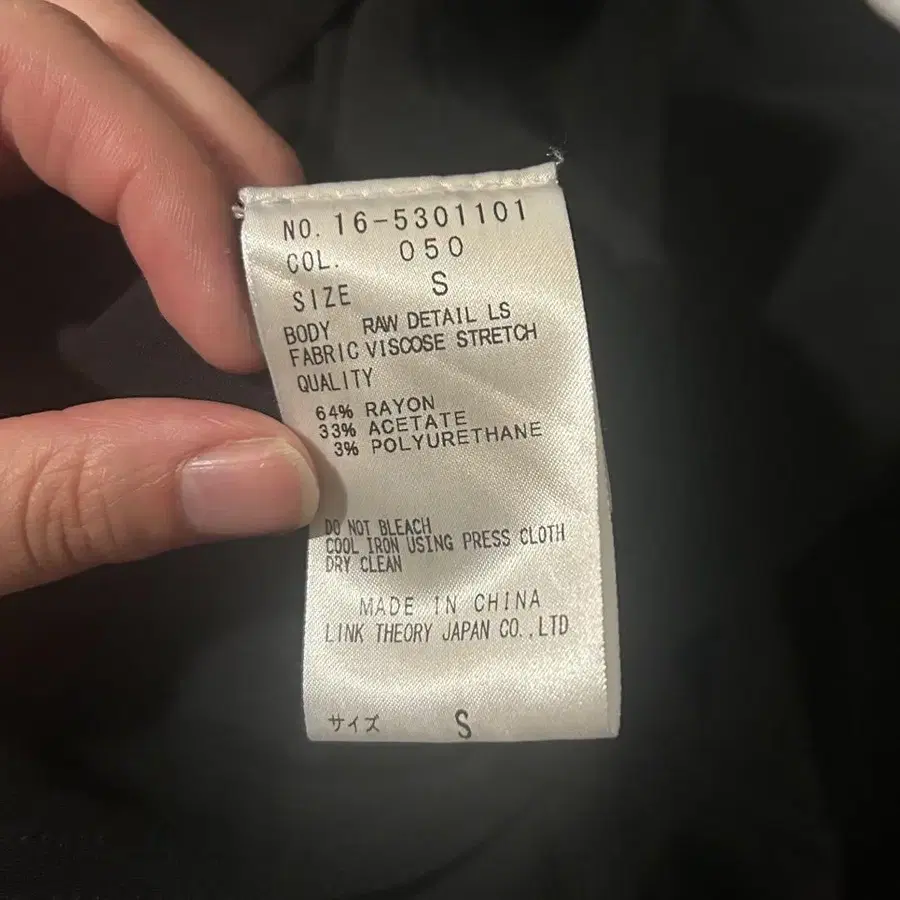 NO. 16-5301101
COL. 050
SIZE S
BODY RAW DETAIL LS
FABRIC VISCOSE STRETCH
QUALITY
64% RAYON
33% ACETATE
3% POLYURETHANE
DO NOT BLEACH
COOL IRON USING PRESS CLOTH
DRY CLEAN
MADE IN CHINA
LINK THEORY JAPAN CO.,LTD
サイズ S